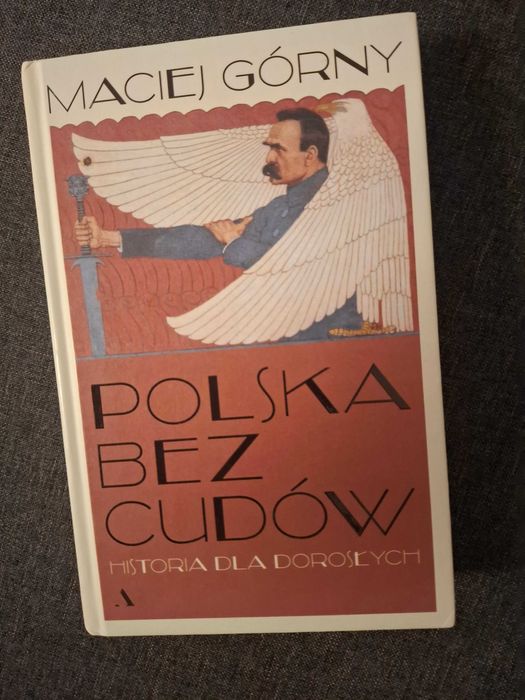 MACIEJ GÓRNY
POLSKA
BEZ
CUDÓW
HISTORIA DLA DOROSŁYCH
A